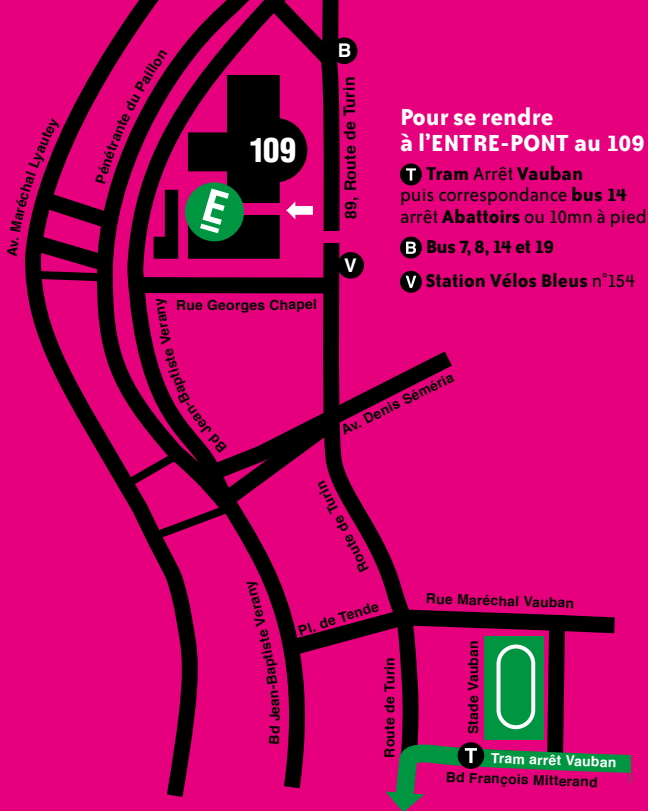 B
Pour se rendre
à l'ENTRE-PONT au 109
T Tram Arrêt Vauban
puis correspondance bus 14
arrêt Abattoirs ou 10mn à pied
B Bus 7, 8, 14 et 19
V Station Vélos Bleus n°154
Av. Maréchal Lyautey
Pénétrante du Paillon
109
E
89, Route de Turin
V
Rue Georges Chapel
Bd Jean-Baptiste Verany
Av. Denis Séméria
Route de Turin
Rue Maréchal Vauban
Pl. de Tende
Bd Jean-Baptiste Verany
Route de Turin
Stade Vauban
T Tram arrêt Vauban
Bd François Mitterand